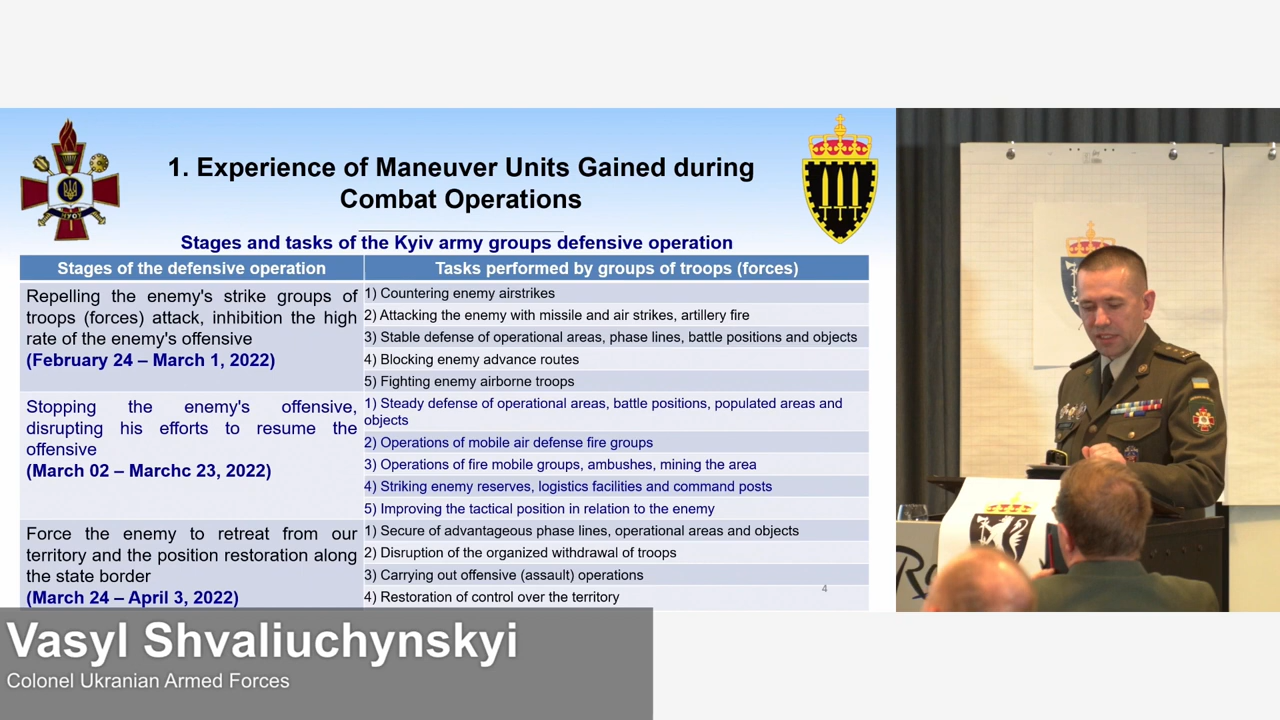 1. Experience of Maneuver Units Gained during
Combat Operations
Stages and tasks of the Kyiv army groups defensive operation
Stages of the defensive operation
Tasks performed by groups of troops (forces)
Repelling the enemy's strike groups of
troops (forces) attack, inhibition the high
rate of the enemy's offensive
(February 24 – March 1, 2022)
1) Countering enemy airstrikes
2) Attacking the enemy with missile and air strikes, artillery fire
3) Stable defense of operational areas, phase lines, battle positions and objects
4) Blocking enemy advance routes
5) Fighting enemy airborne troops
Stopping the enemy's offensive,
disrupting his efforts to resume the
offensive
(March 02 – Marchc 23, 2022)
1) Steady defense of operational areas, battle positions, populated areas and
objects
2) Operations of mobile air defense fire groups
3) Operations of fire mobile groups, ambushes, mining the area
4) Striking enemy reserves, logistics facilities and command posts
5) Improving the tactical position in relation to the enemy
Force the enemy to retreat from our
territory and the position restoration along
the state border
(March 24 – April 3, 2022)
1) Secure of advantageous phase lines, operational areas and objects
2) Disruption of the organized withdrawal of troops
3) Carrying out offensive (assault) operations
4) Restoration of control over the territory
4
Vasyl Shvaliuchynskyi
Colonel Ukranian Armed Forces